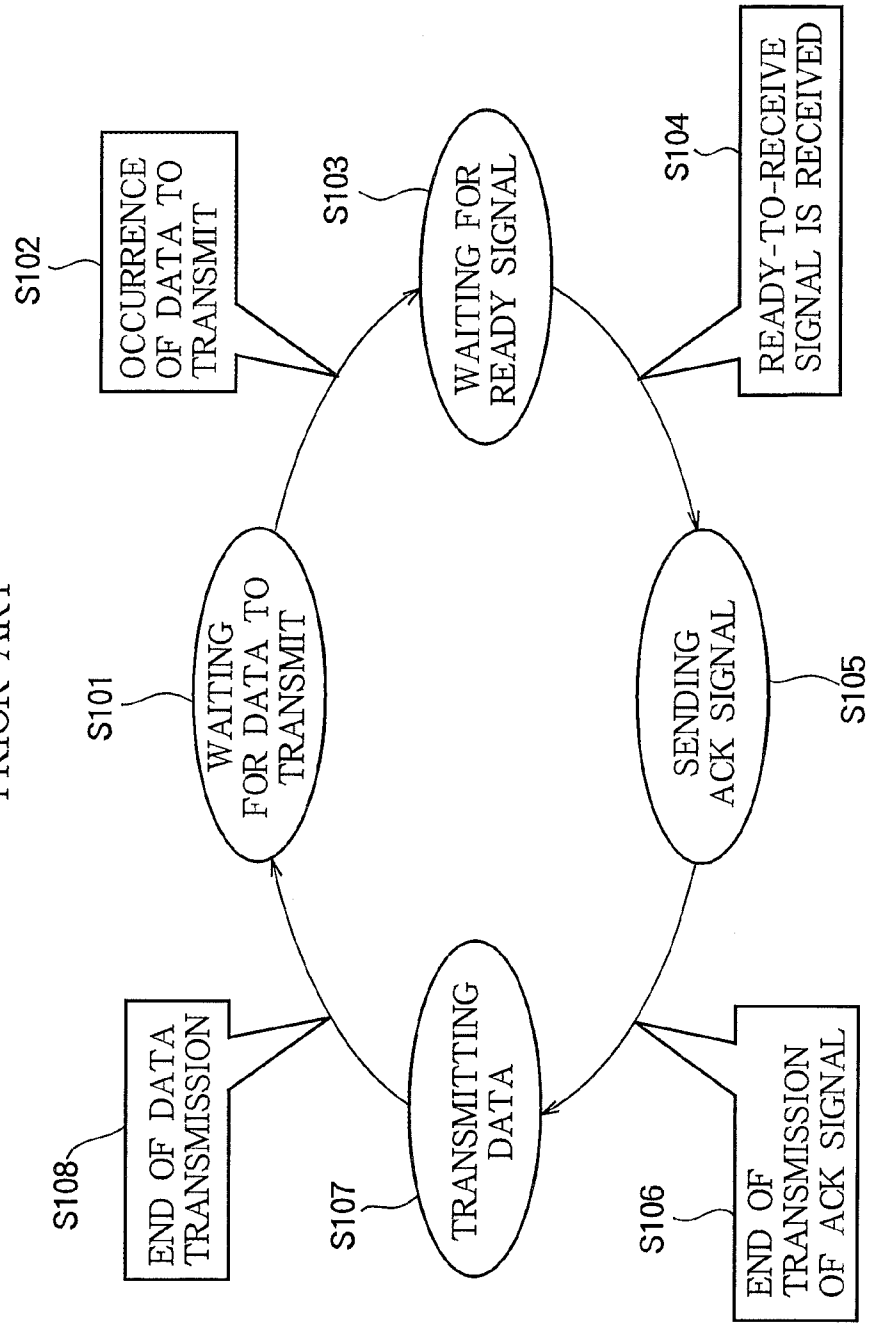 PRIOR ART
S101
WAITING
FOR DATA TO
TRANSMIT
S102
OCCURRENCE
OF DATA TO
TRANSMIT
S103
WAITING FOR
READY SIGNAL
S104
READY-TO-RECEIVE
SIGNAL IS RECEIVED
S105
SENDING
ACK SIGNAL
S106
END OF
TRANSMISSION
OF ACK SIGNAL
S107
TRANSMITTING
DATA
S108
END OF DATA
TRANSMISSION